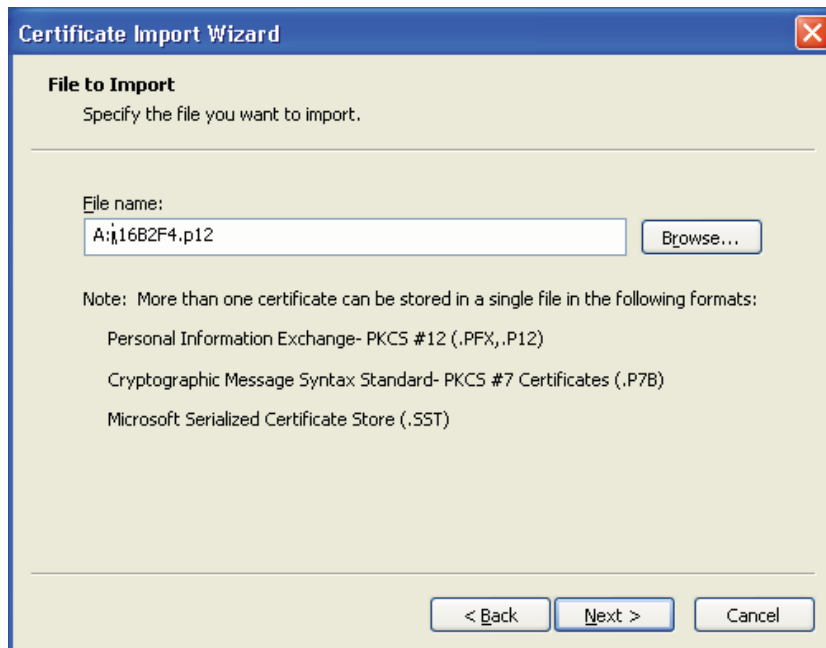 Certificate Import Wizard
File to Import
Specify the file you want to import.
File name:
A:\16B2F4.p12
Browse...
Note: More than one certificate can be stored in a single file in the following formats:
Personal Information Exchange- PKCS #12 (.PFX,.P12)
Cryptographic Message Syntax Standard- PKCS #7 Certificates (.P7B)
Microsoft Serialized Certificate Store (.SST)
< Back
Next >
Cancel